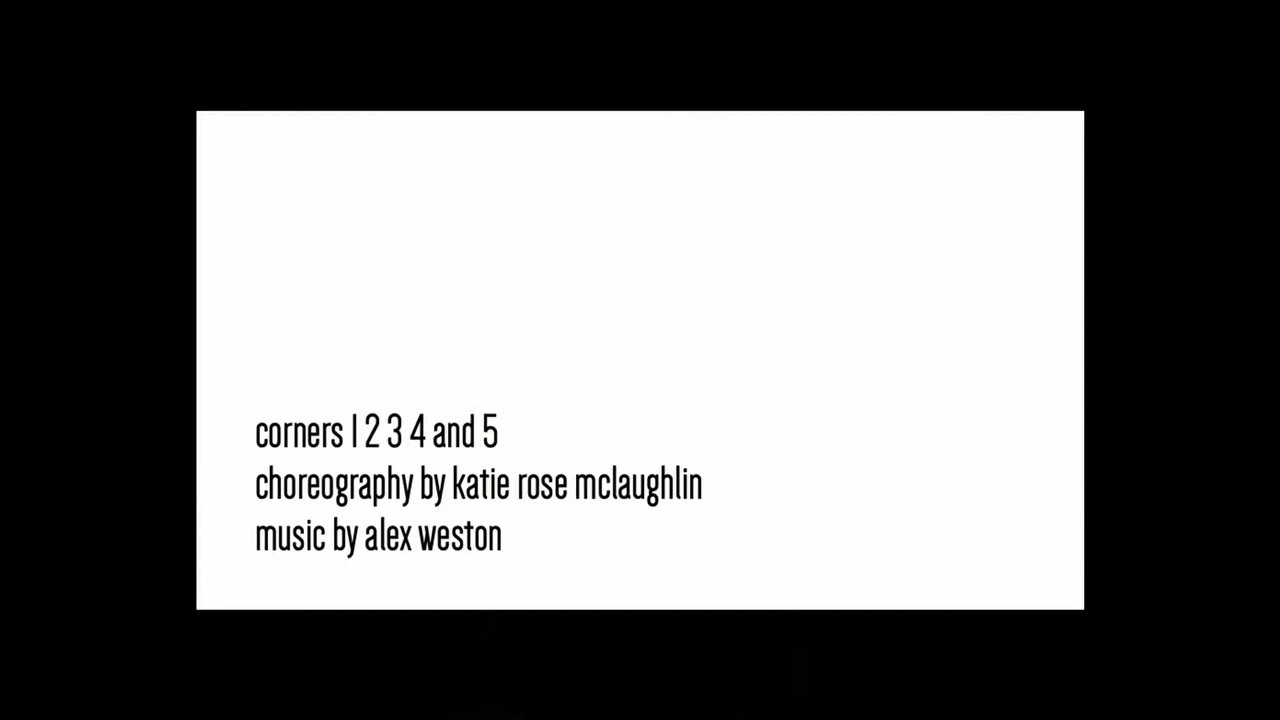 corners 1 2 3 4 and 5
choreography by katie rose mclaughlin
music by alex weston